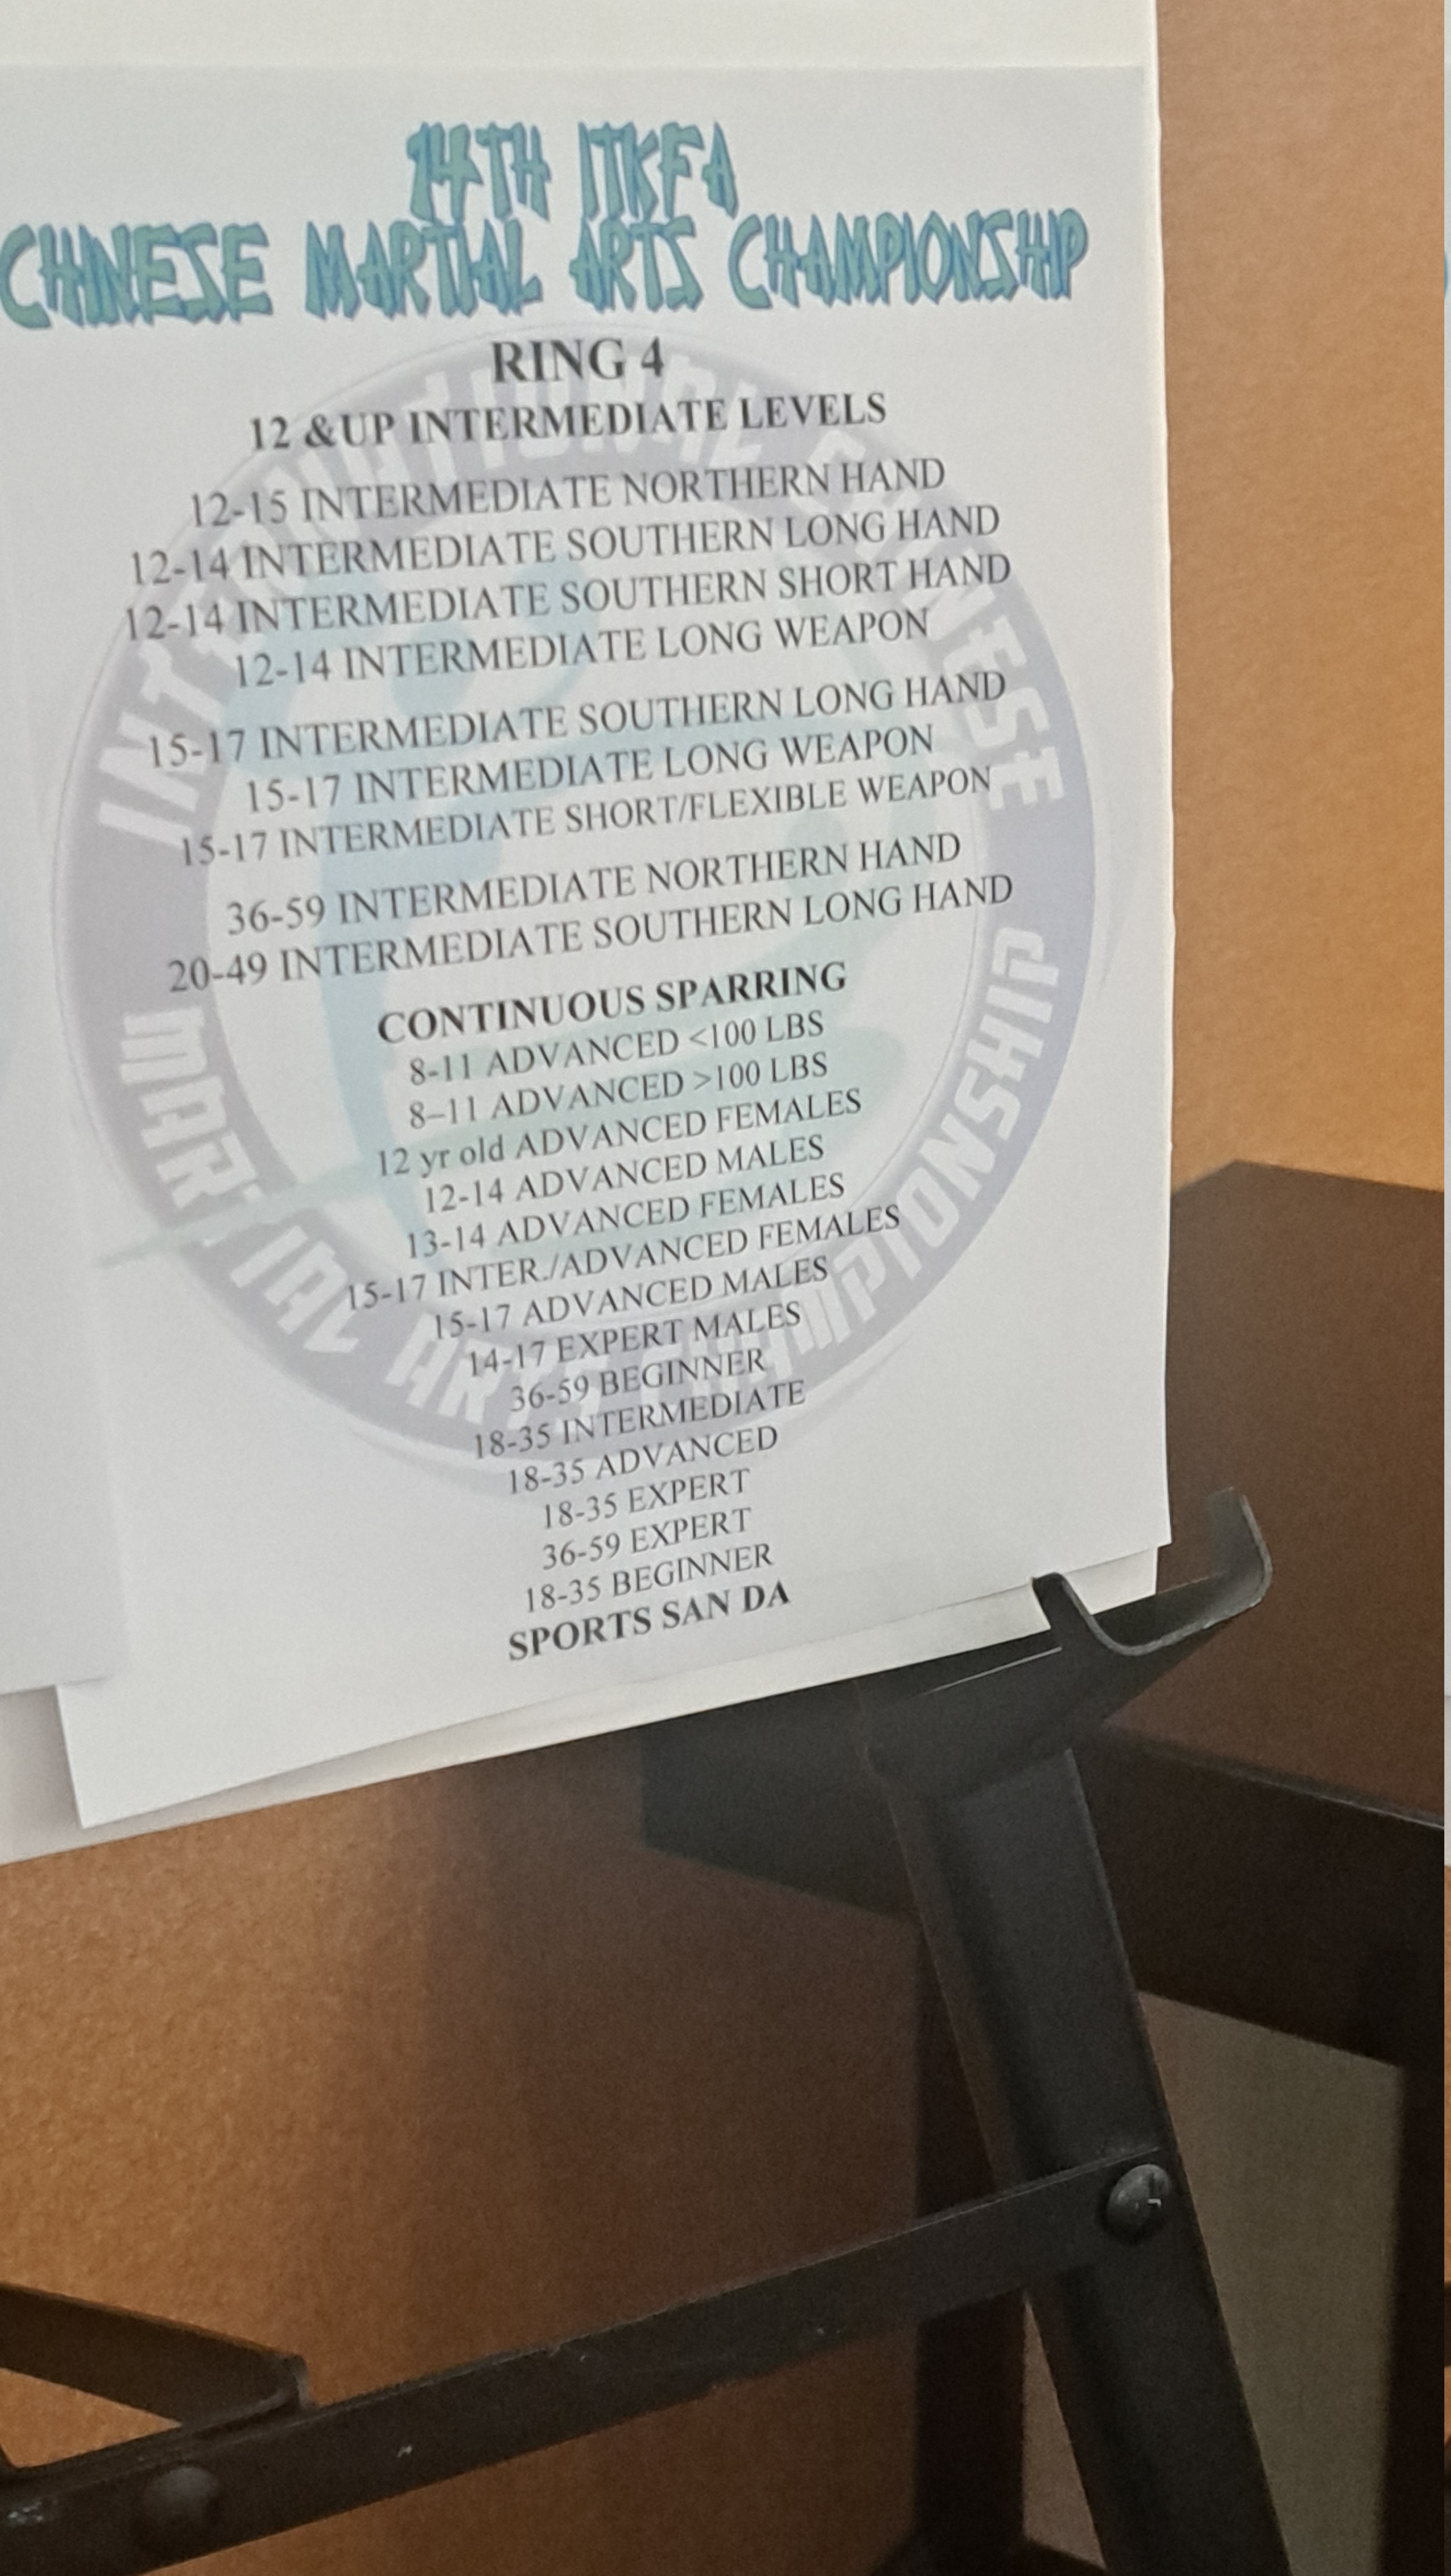 14TH ITKFA
CHINESE MARTIAL ARTS CHAMPIONSHIP
RING 4
12 &UP INTERMEDIATE LEVELS
12-15 INTERMEDIATE NORTHERN HAND
12-14 INTERMEDIATE SOUTHERN LONG HAND
12-14 INTERMEDIATE SOUTHERN SHORT HAND
12-14 INTERMEDIATE LONG WEAPON
15-17 INTERMEDIATE SOUTHERN LONG HAND
15-17 INTERMEDIATE LONG WEAPON
15-17 INTERMEDIATE SHORT/FLEXIBLE WEAPON
36-59 INTERMEDIATE NORTHERN HAND
20-49 INTERMEDIATE SOUTHERN LONG HAND
CONTINUOUS SPARRING
8-11 ADVANCED <100 LBS
8–11 ADVANCED >100 LBS
12 yr old ADVANCED FEMALES
12-14 ADVANCED MALES
13-14 ADVANCED FEMALES
15-17 INTER./ADVANCED FEMALES
15-17 ADVANCED MALES
14-17 EXPERT MALES
36-59 BEGINNER
18-35 INTERMEDIATE
18-35 ADVANCED
18-35 EXPERT
36-59 EXPERT
18-35 BEGINNER
SPORTS SAN DA
INTERNATIONAL CHINESE
MARTIAL ARTS CHAMPIONSHIP